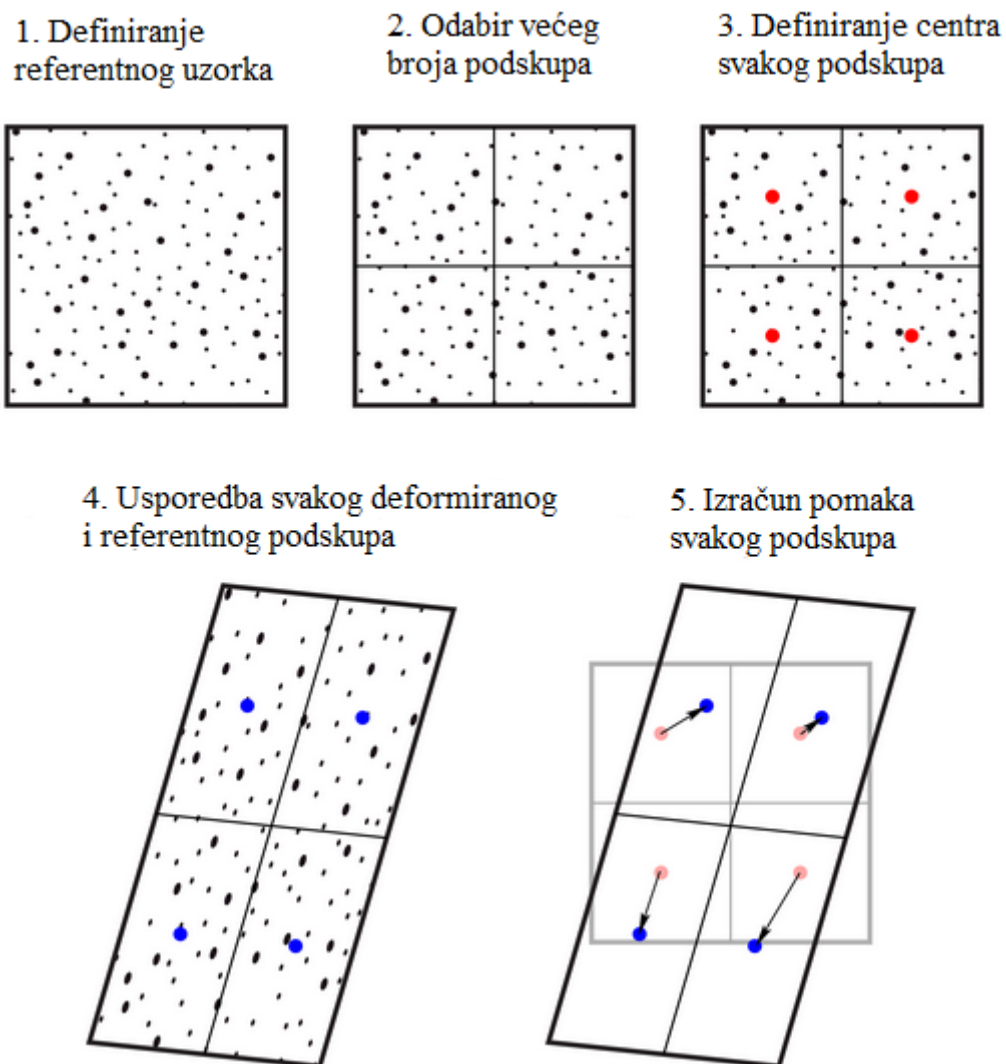 1. Definiranje
referentnog uzorka
2. Odabir većeg
broja podskupa
3. Definiranje centra
svakog podskupa
4. Usporedba svakog deformiranog
i referentnog podskupa
5. Izračun pomaka
svakog podskupa